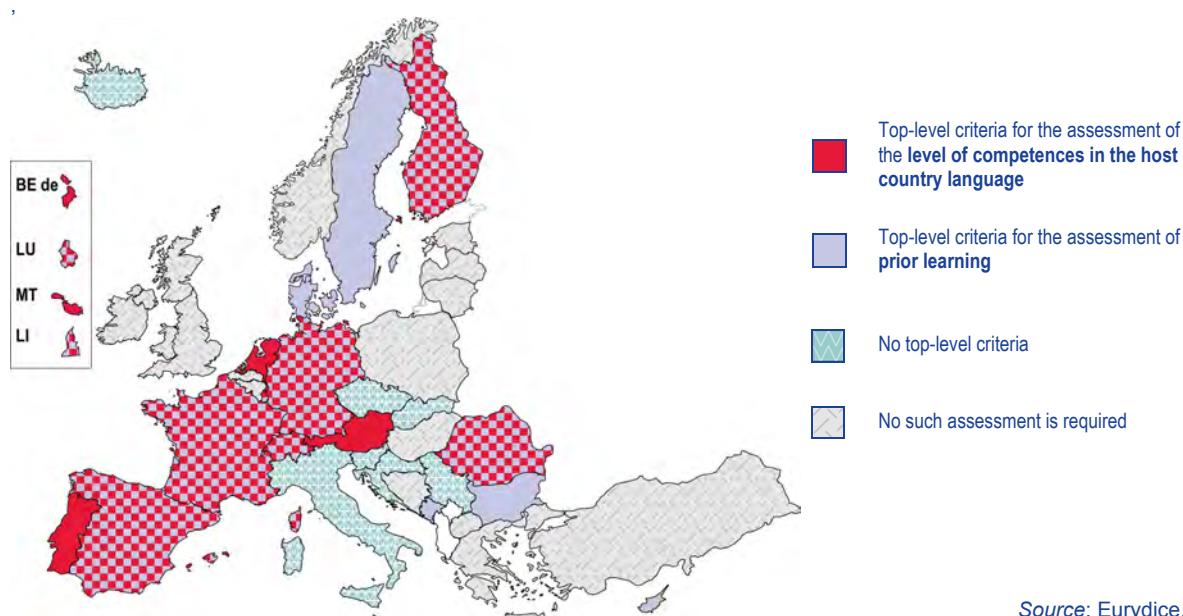 ,
BE de
LU
MT
LI
Top-level criteria for the assessment of
the level of competences in the host
country language
Top-level criteria for the assessment of
prior learning
No top-level criteria
No such assessment is required
Source: Eurydice.